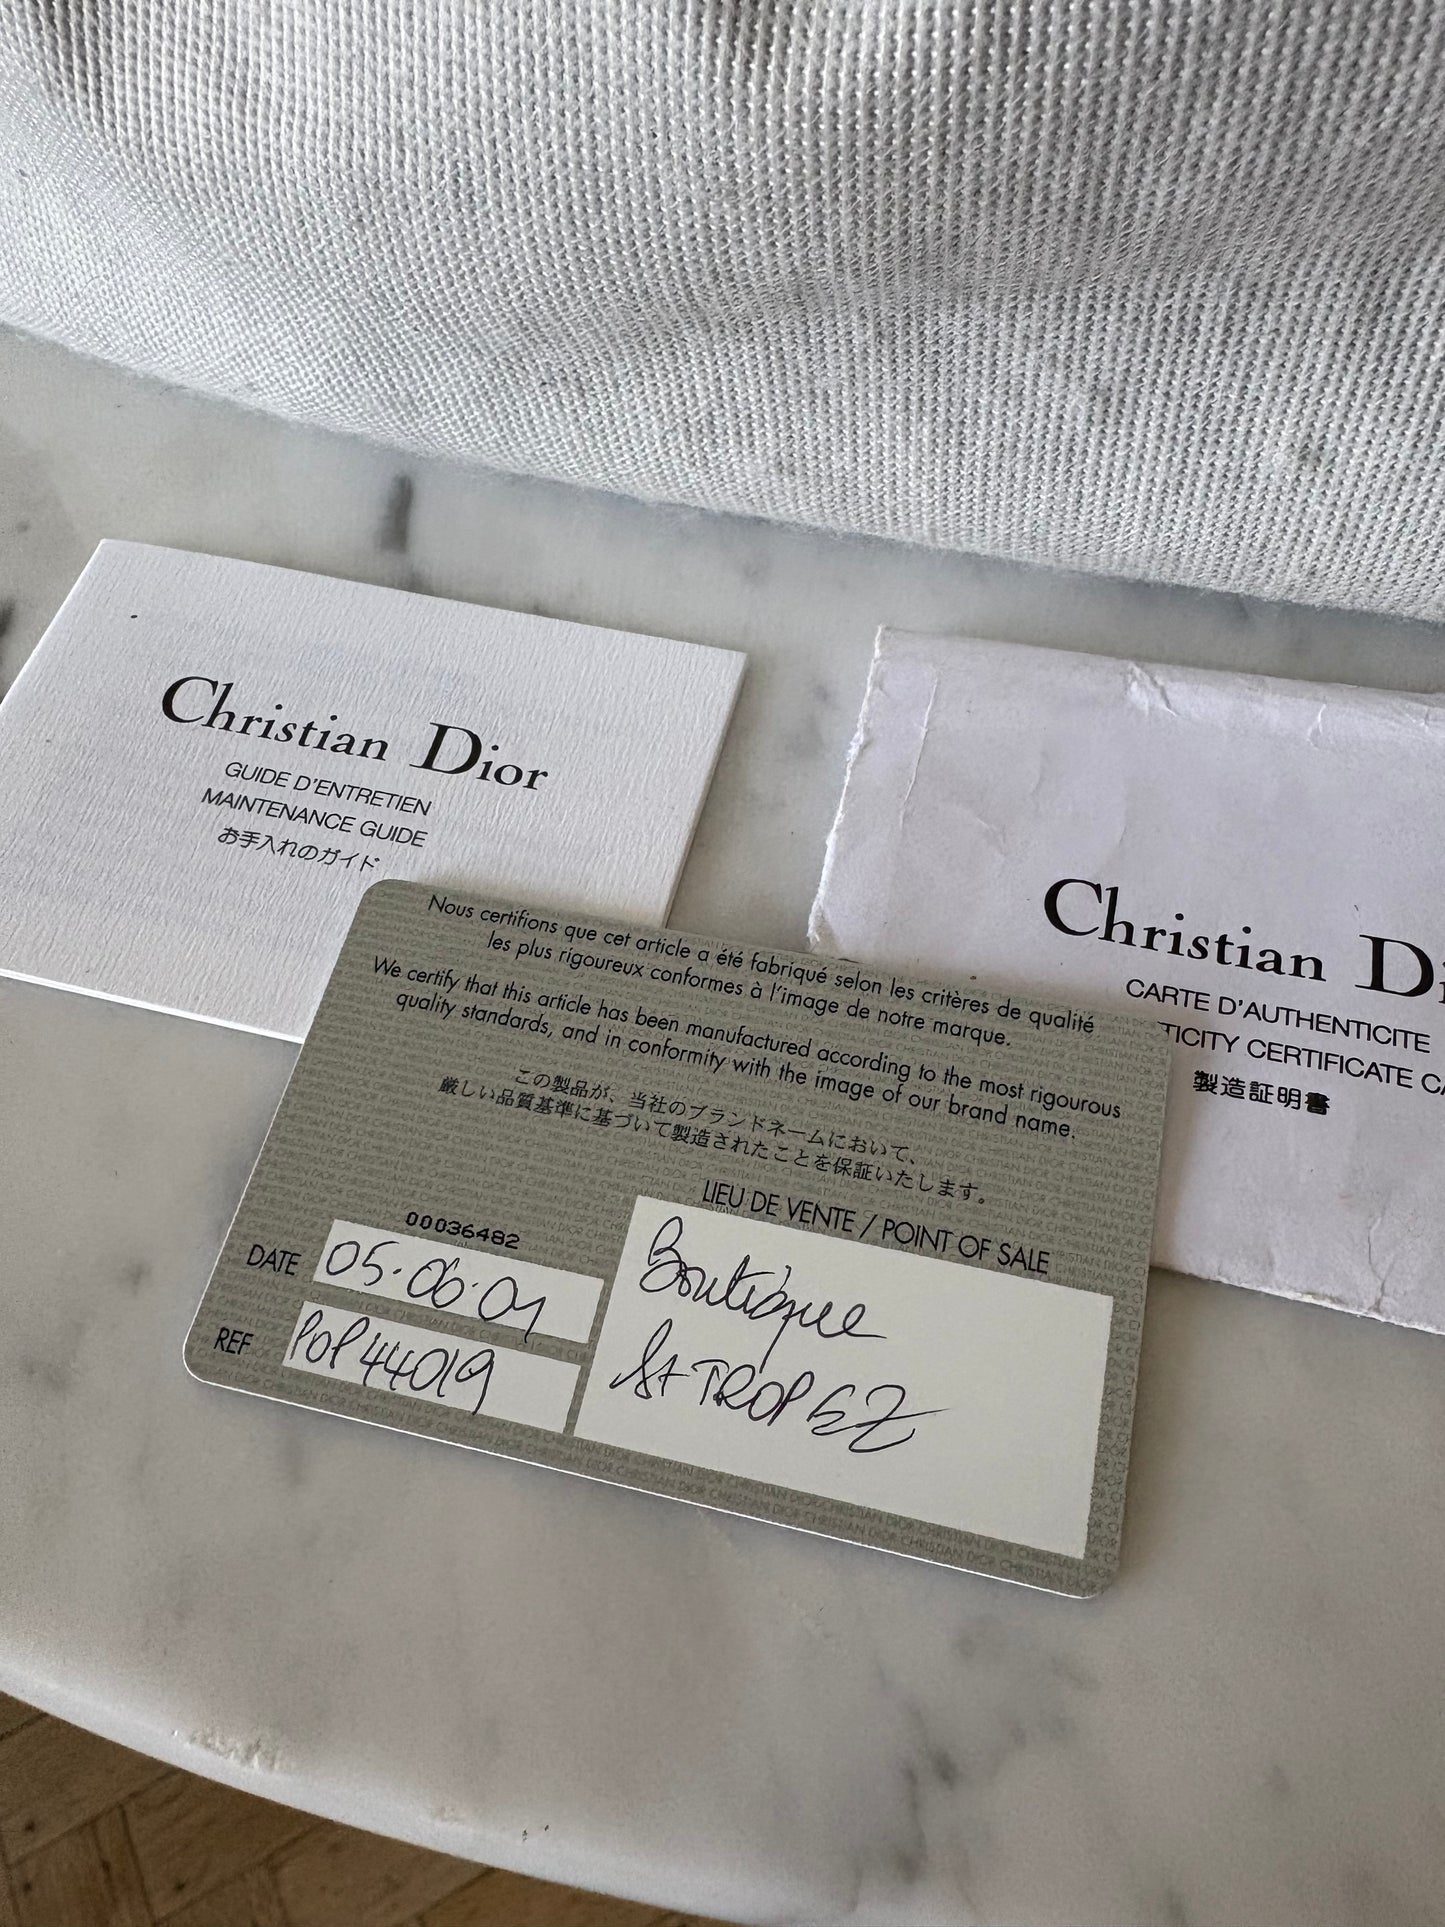 Christian Dior
GUIDE D'ENTRETIEN
MAINTENANCE GUIDE
お手入れのガイド
Christian
CARTE D'AUTHENTICITE
CERTIFICATE
製造証明書
Nous certifions que cet article a été fabriqué selon les critères de qualité
les plus rigoureux conformes à l'image de notre marque.
We certify that this article has been manufactured according to the most rigourous
quality standards, and in conformity with the image of our brand name.
この製品が、当社のブランドネームにおいて、
厳しい品質基準に基づいて製造されたことを保証いたします。
LIEU DE VENTE / POINT OF SALE
Boutique
St TROPEZ
00036482
DATE 05.06.01
REF POP44019